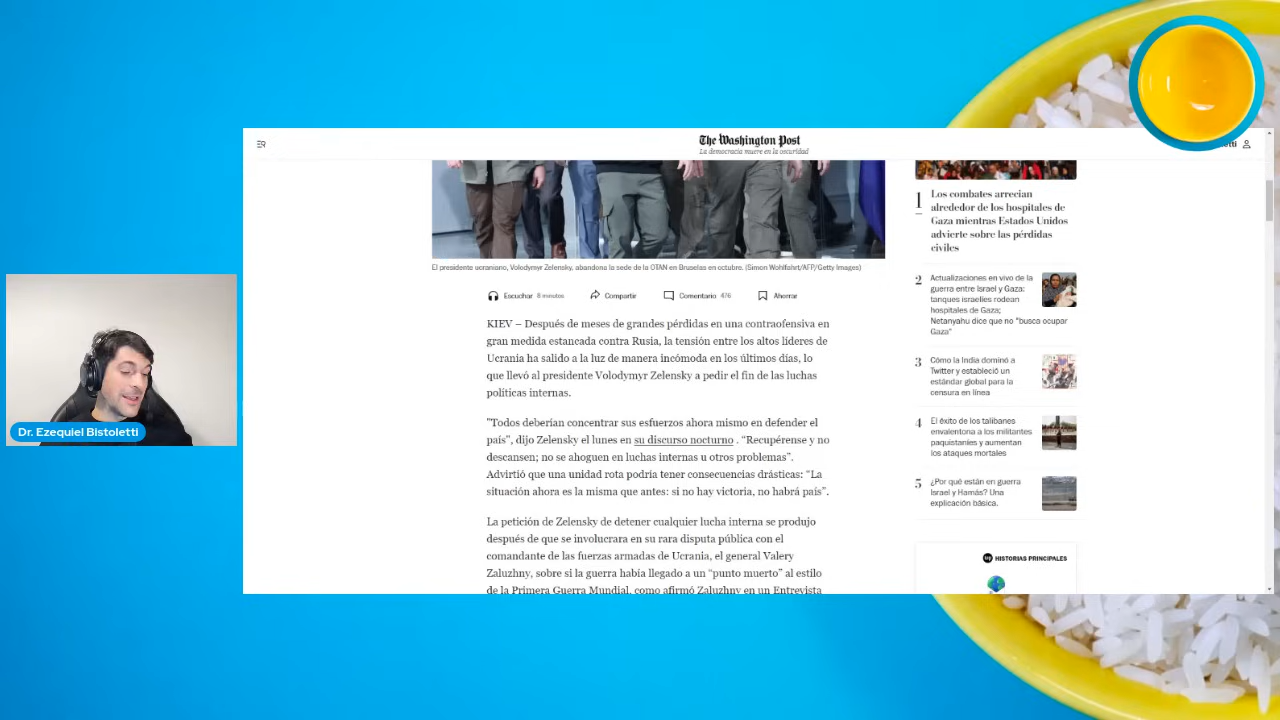 The Washington Post
La democracia muere en la oscuridad
El presidente ucraniano, Volodymyr Zelensky, abandona la sede de la OTAN en Bruselas en octubre. (Simon Wohlfahrt/AFP/Getty Images)
Escuchar 8 minutos
Compartir
Comentario 476
Ahorrar
KIEV – Después de meses de grandes pérdidas en una contraofensiva en
gran medida estancada contra Rusia, la tensión entre los altos líderes de
Ucrania ha salido a la luz de manera incómoda en los últimos días, lo
que llevó al presidente Volodymyr Zelensky a pedir el fin de las luchas
políticas internas.
"Todos deberían concentrar sus esfuerzos ahora mismo en defender el
país", dijo Zelensky el lunes en su discurso nocturno . “Recupérense y no
descansen; no se ahoguen en luchas internas u otros problemas”.
Advirtió que una unidad rota podría tener consecuencias drásticas: “La
situación ahora es la misma que antes: si no hay victoria, no habrá país”.
La petición de Zelensky de detener cualquier lucha interna se produjo
después de que se involucrara en su rara disputa pública con el
comandante de las fuerzas armadas de Ucrania, el general Valery
Zaluzhny, sobre si la guerra había llegado a un “punto muerto” al estilo
de la Primera Guerra Mundial, como afirmó Zaluzhny en un Entrevista
1
Los combates arrecian
alrededor de los hospitales de
Gaza mientras Estados Unidos
advierte sobre las pérdidas
civiles
2
Actualizaciones en vivo de la
guerra entre Israel y Gaza:
tanques israelíes rodean
hospitales de Gaza;
Netanyahu dice que no "busca ocupar
Gaza"
3
Cómo la India dominó a
Twitter y estableció un
estándar global para la
censura en línea
4
El éxito de los talibanes
envalentona a los militantes
paquistaníes y aumentan
los ataques mortales
5
¿Por qué están en guerra
Israel y Hamás? Una
explicación básica.
HISTORIAS PRINCIPALES
Dr. Ezequiel Bistoletti